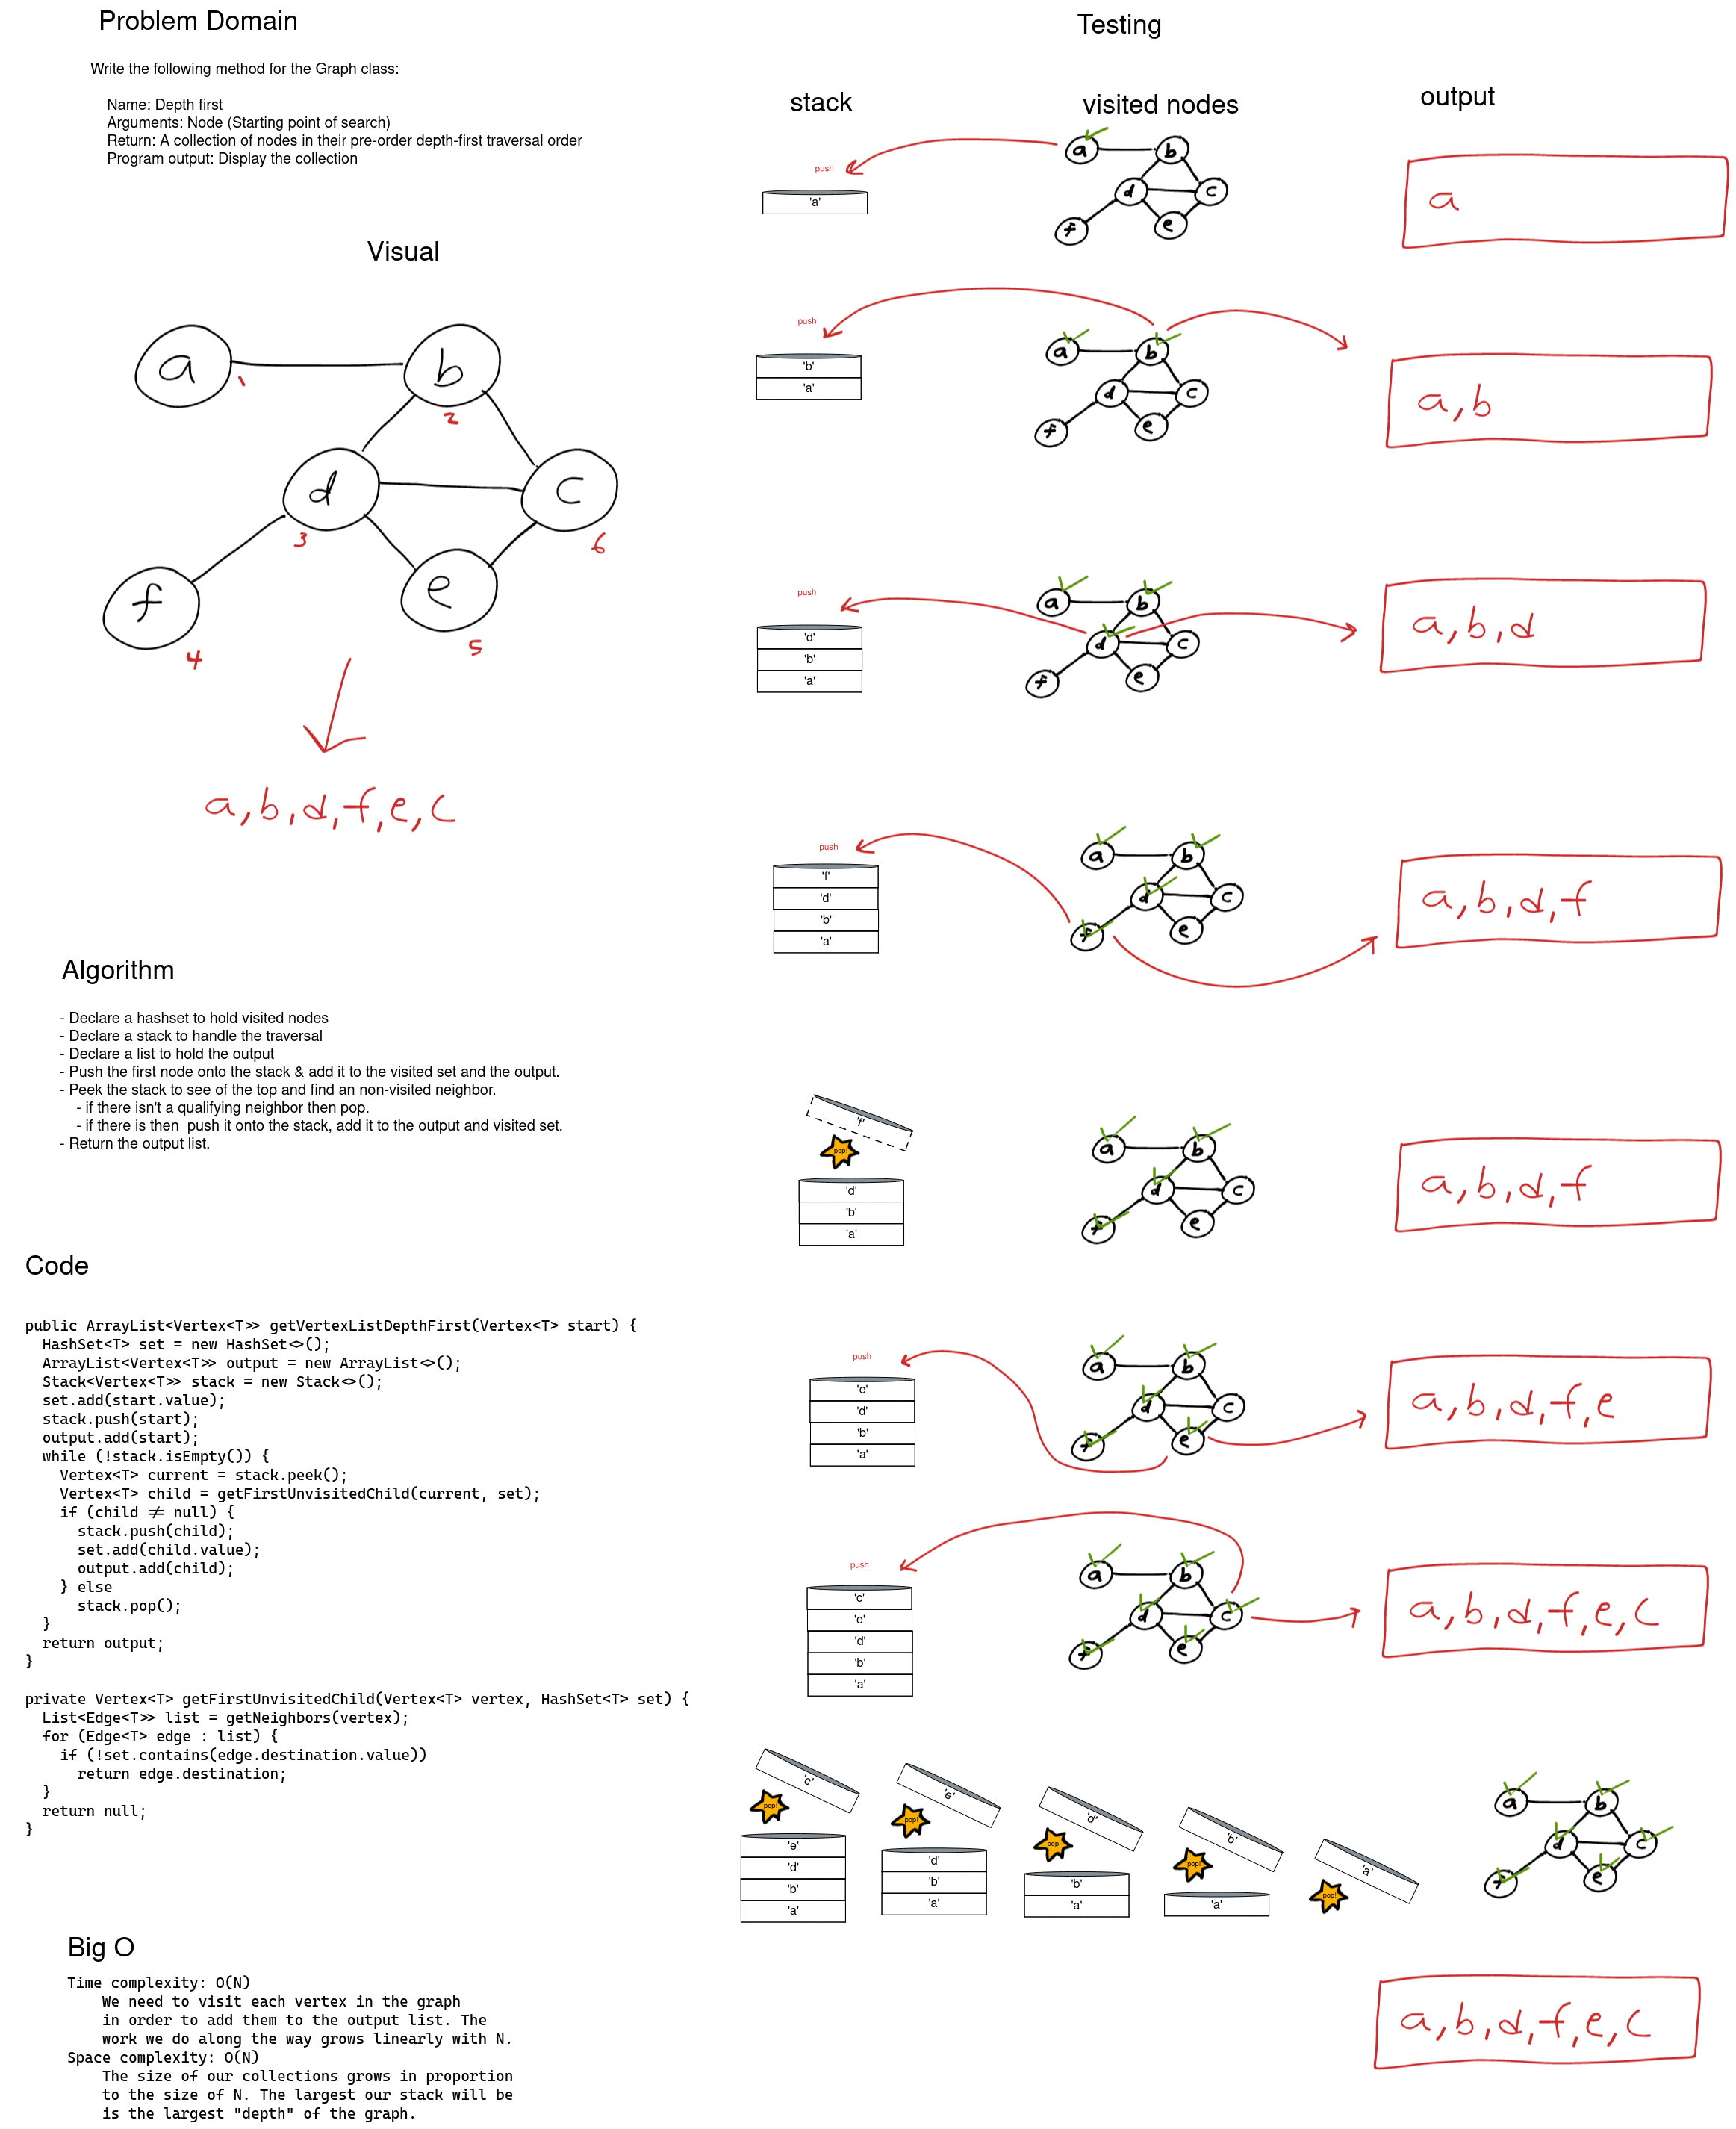 Problem Domain
Write the following method for the Graph class:
Name: Depth first
Arguments: Node (Starting point of search)
Return: A collection of nodes in their pre-order depth-first traversal order
Program output: Display the collection
Visual
a
b
d
c
f
e
1
2
3
6
4
5
a, b, d, f, e, c
Algorithm
- Declare a hashset to hold visited nodes
- Declare a stack to handle the traversal
- Declare a list to hold the output
- Push the first node onto the stack & add it to the visited set and the output.
- Peek the stack to see of the top and find an non-visited neighbor.
- if there isn't a qualifying neighbor then pop.
- if there is then  push it onto the stack, add it to the output and visited set.
- Return the output list.
Code
public ArrayList<Vertex<T>> getVertexListDepthFirst(Vertex<T> start) {
HashSet<T> set = new HashSet<>();
ArrayList<Vertex<T>> output = new ArrayList<>();
Stack<Vertex<T>> stack = new Stack<>();
set.add(start.value);
stack.push(start);
output.add(start);
while (!stack.isEmpty()) {
Vertex<T> current = stack.peek();
Vertex<T> child = getFirstUnvisitedChild(current, set);
if (child != null) {
stack.push(child);
set.add(child.value);
output.add(child);
} else
stack.pop();
}
return output;
}
private Vertex<T> getFirstUnvisitedChild(Vertex<T> vertex, HashSet<T> set) {
List<Edge<T>> list = getNeighbors(vertex);
for (Edge<T> edge : list) {
if (!set.contains(edge.destination.value))
return edge.destination;
}
return null;
}
Big O
Time complexity: O(N)
We need to visit each vertex in the graph
in order to add them to the output list. The
work we do along the way grows linearly with N.
Space complexity: O(N)
The size of our collections grows in proportion
to the size of N. The largest our stack will be
is the largest "depth" of the graph.
Testing
stack
visited nodes
output
push
'a'
a
b
d
c
f
e
a
push
'b'
'a'
a
b
d
c
f
e
a, b
push
'd'
'b'
'a'
a
b
d
c
f
e
a, b, d
push
'f'
'd'
'b'
'a'
a
b
d
c
f
e
a, b, d, f
'f'
pop!
'd'
'b'
'a'
a
b
d
c
f
e
a, b, d, f
push
'e'
'd'
'b'
'a'
a
b
d
c
f
e
a, b, d, f, e
push
'c'
'e'
'd'
'b'
'a'
a
b
d
c
f
e
a, b, d, f, e, c
'c'
pop!
'e'
'd'
'b'
'a'
'e'
pop!
'd'
'b'
'a'
'd'
pop!
'b'
'a'
'b'
pop!
'a'
'a'
pop!
a
b
d
c
f
e
a, b, d, f, e, c